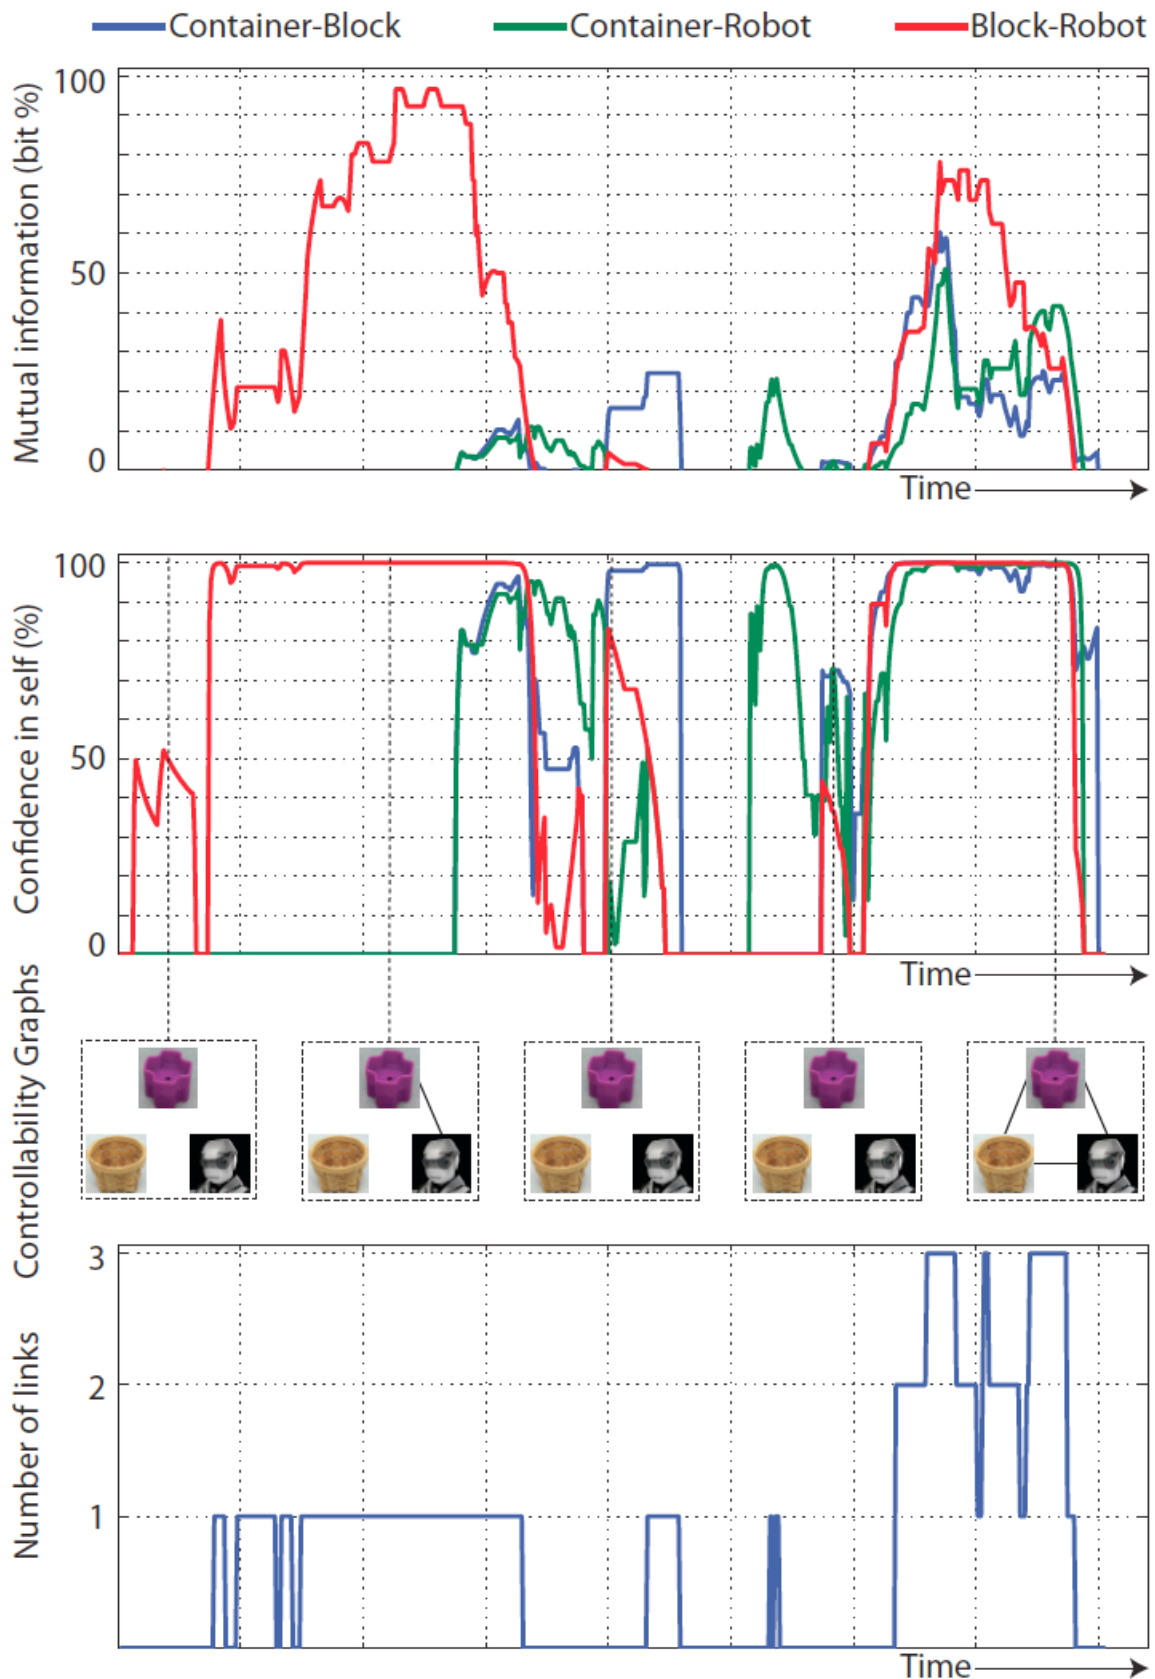 Container-Block Container-Robot Block-Robot
Mutual information (bit %)
100
50
0
Time
Confidence in self (%)
100
50
0
Time
Controllability Graphs
Number of links
3
2
1
Time